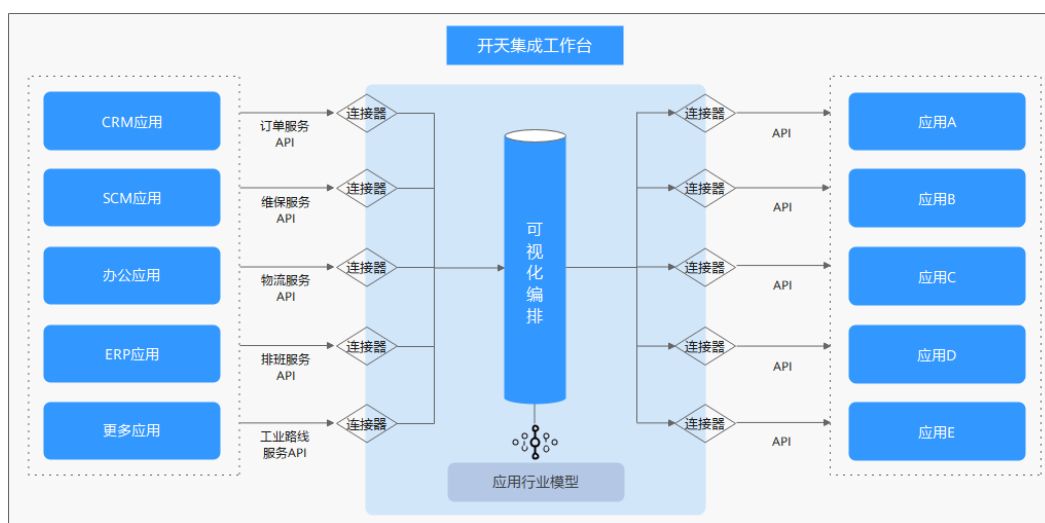 开天集成工作台
CRM应用
订单服务
API
连接器
连接器
API
应用A
SCM应用
维保服务
API
连接器
连接器
API
应用B
办公应用
物流服务
API
连接器
可
视
化
编
排
连接器
API
应用C
ERP应用
排班服务
API
连接器
连接器
API
应用D
更多应用
工业路线
服务API
连接器
连接器
API
应用E
应用行业模型